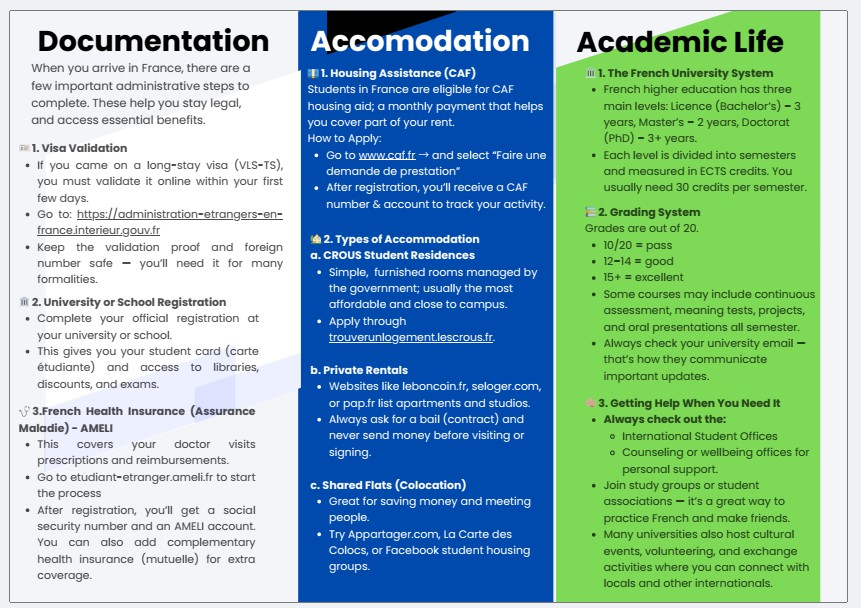 Documentation
When you arrive in France, there are a
few important administrative steps to
complete. These help you stay legal,
and access essential benefits.
1. Visa Validation
• If you came on a long-stay visa (VLS-TS),
you must validate it online within your first
few days.
• Go to: https://administration-etrangers-en-
france.interieur.gouv.fr
• Keep the validation proof and foreign
number safe — you'll need it for many
formalities.
2. University or School Registration
• Complete your official registration at
your university or school.
• This gives you your student card (carte
étudiante) and access to libraries,
discounts, and exams.
3.French Health Insurance (Assurance
Maladie) - AMELI
• This covers your doctor visits
prescriptions and reimbursements.
• Go to etudiant-etranger.ameli.fr to start
the process
• After registration, you'll get a social
security number and an AMELI account.
You can also add complementary
health insurance (mutuelle) for extra
coverage.
Accomodation
1. Housing Assistance (CAF)
Students in France are eligible for CAF
housing aid; a monthly payment that helps
you cover part of your rent.
How to Apply:
• Go to www.caf.fr → and select "Faire une
demande de prestation"
• After registration, you'll receive a CAF
number & account to track your activity.
2. Types of Accommodation
a. CROUS Student Residences
• Simple, furnished rooms managed by
the government; usually the most
affordable and close to campus.
• Apply through
trouverunlogement.lescrous.fr.
b. Private Rentals
• Websites like leboncoin.fr, seloger.com,
or pap.fr list apartments and studios.
• Always ask for a bail (contract) and
never send money before visiting or
signing.
c. Shared Flats (Colocation)
• Great for saving money and meeting
people.
• Try Appartager.com, La Carte des
Colocs, or Facebook student housing
groups.
Academic Life
1. The French University System
• French higher education has three
main levels: Licence (Bachelor's) – 3
years, Master's – 2 years, Doctorat
(PhD) – 3+ years.
• Each level is divided into semesters
and measured in ECTS credits. You
usually need 30 credits per semester.
2. Grading System
Grades are out of 20.
• 10/20 = pass
• 12–14 = good
• 15+ = excellent
• Some courses may include continuous
assessment, meaning tests, projects,
and oral presentations all semester.
• Always check your university email —
that's how they communicate
important updates.
3. Getting Help When You Need It
• Always check out the:
○ International Student Offices
○ Counseling or wellbeing offices for
personal support.
• Join study groups or student
associations — it's a great way to
practice French and make friends.
• Many universities also host cultural
events, volunteering, and exchange
activities where you can connect with
locals and other internationals.